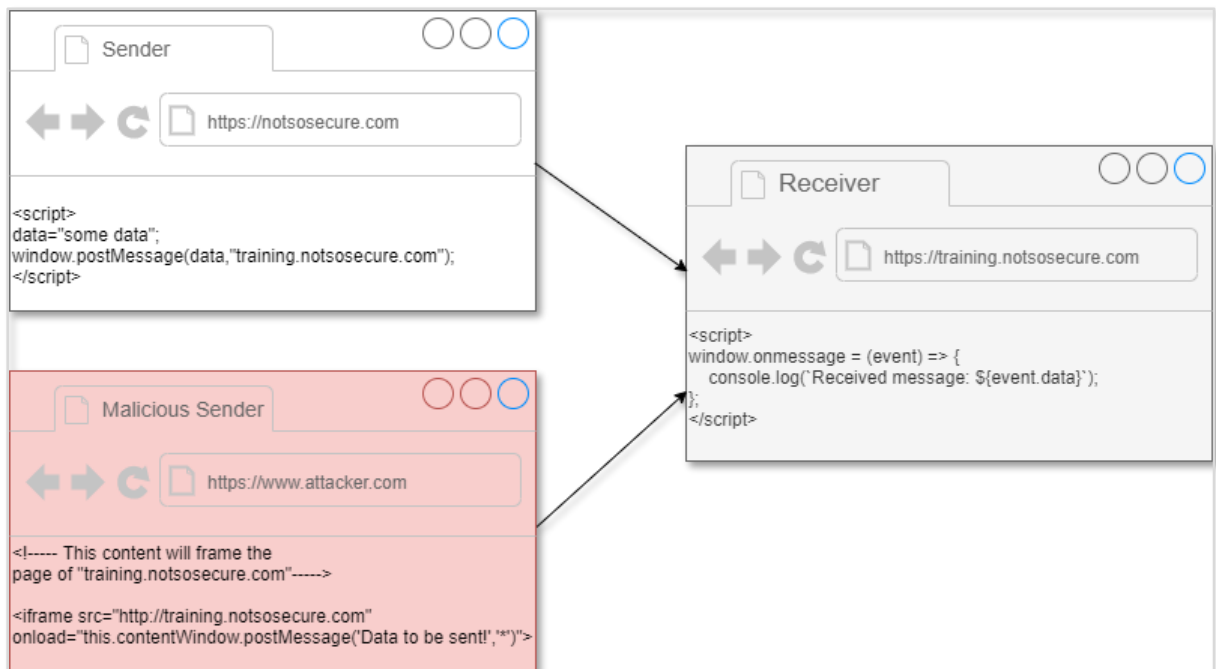 Sender
https://notsosecure.com
<script>
data="some data";
window.postMessage(data,"training.notsosecure.com");
</script>
Receiver
https://training.notsosecure.com
<script>
window.onmessage = (event) => {
console.log(`Received message: ${event.data}`);
};
</script>
Malicious Sender
https://www.attacker.com
<!----- This content will frame the
page of "training.notsosecure.com"----->
<iframe src="http://training.notsosecure.com"
onload="this.contentWindow.postMessage('Data to be sent!','*')">